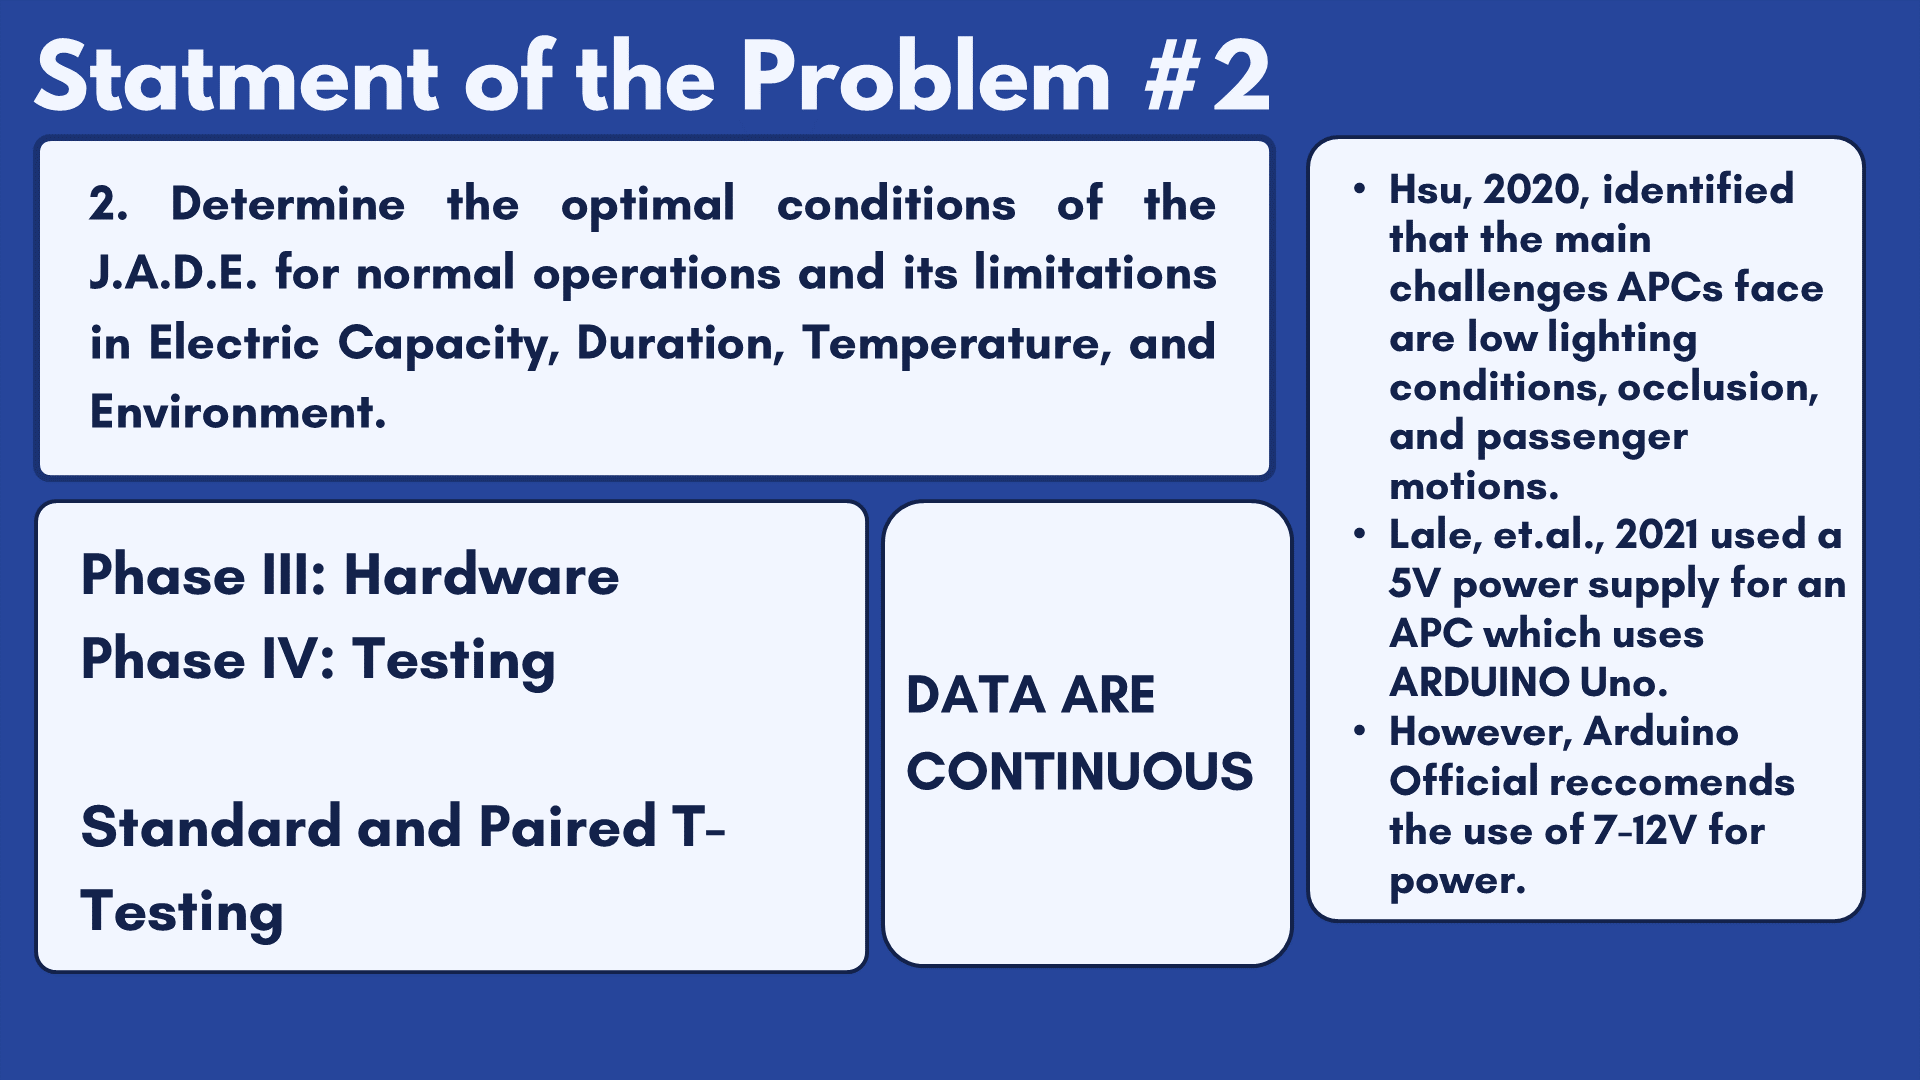 Statment of the Problem #2
2. Determine the optimal conditions of the
J.A.D.E. for normal operations and its limitations
in Electric Capacity, Duration, Temperature, and
Environment.
Phase III: Hardware
Phase IV: Testing
Standard and Paired T-
Testing
DATA ARE
CONTINUOUS
• Hsu, 2020, identified
that the main
challenges APCs face
are low lighting
conditions, occlusion,
and passenger
motions.
• Lale, et.al., 2021 used a
5V power supply for an
APC which uses
ARDUINO Uno.
• However, Arduino
Official reccomends
the use of 7-12V for
power.